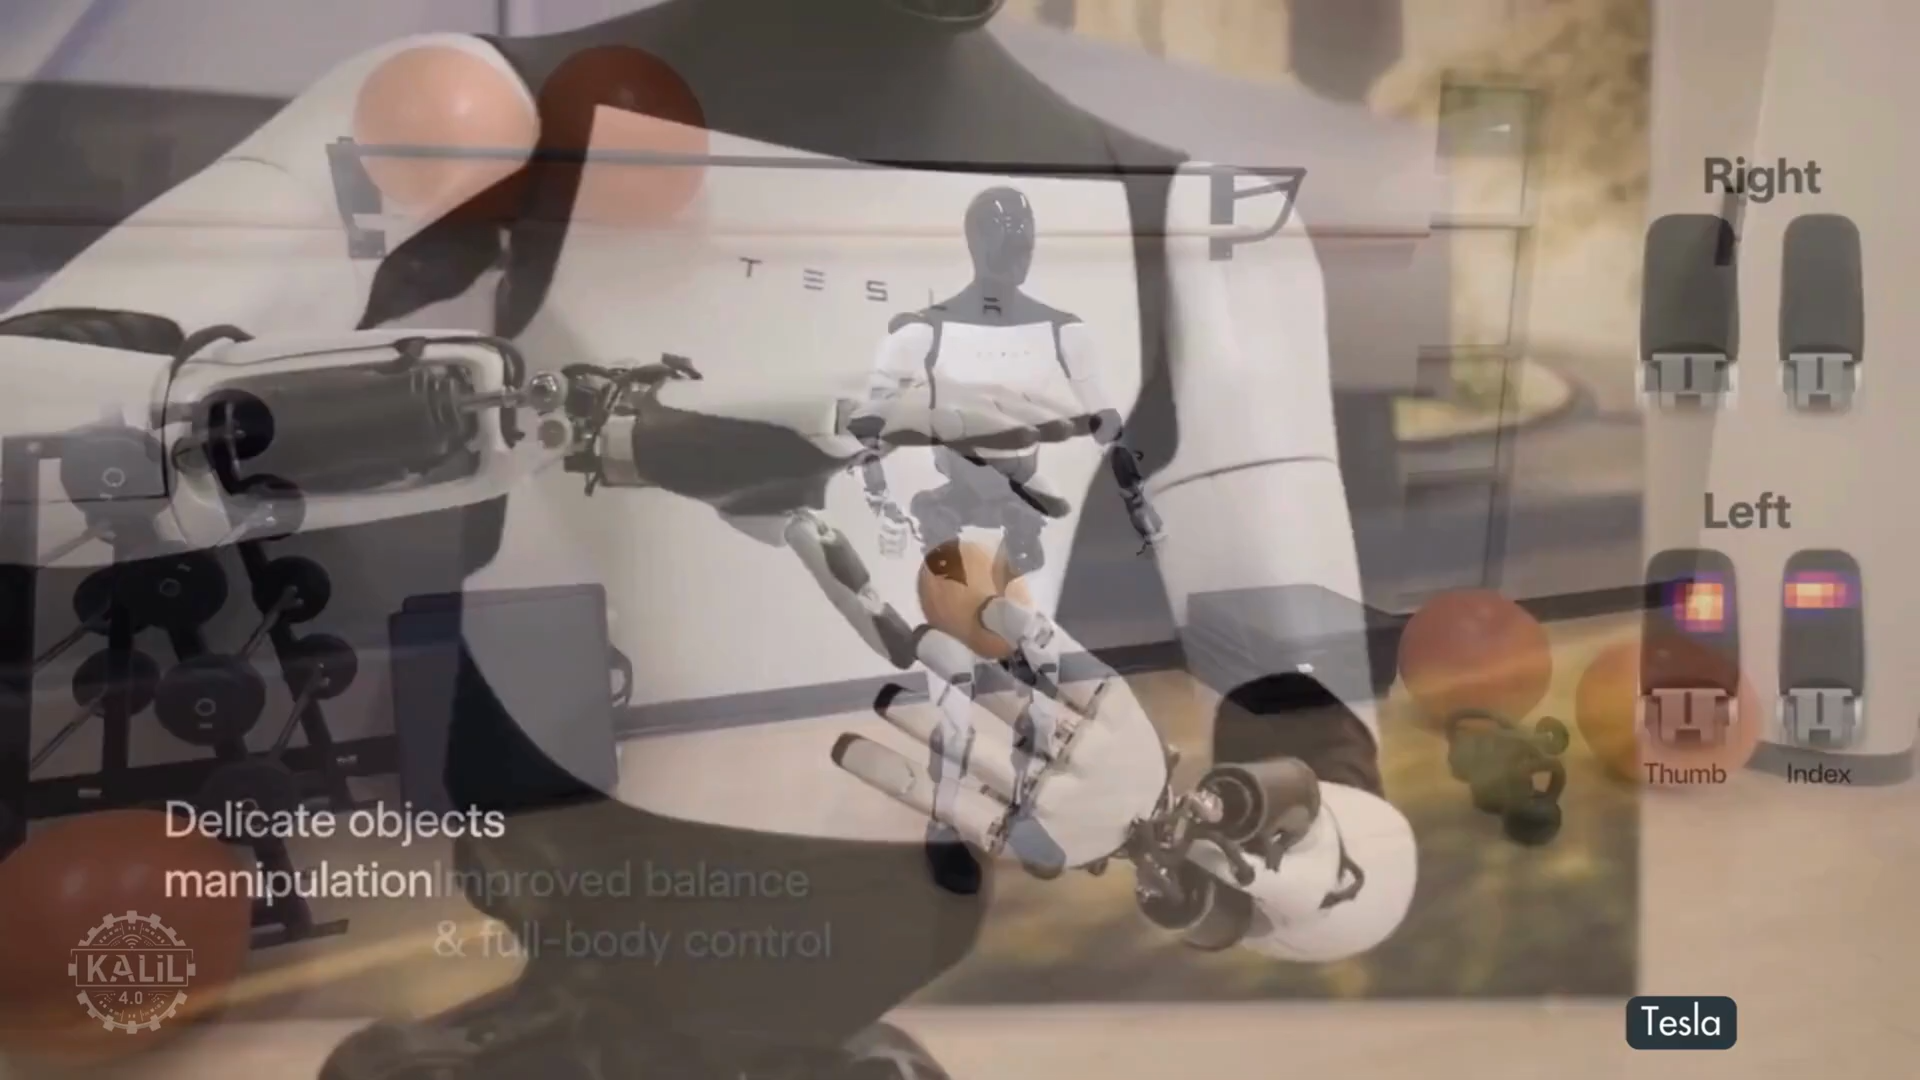 TESLA
Right
Left
Thumb Index
Delicate objects
manipulation
Improved balance
& full-body control
KALiL
4.0
Tesla